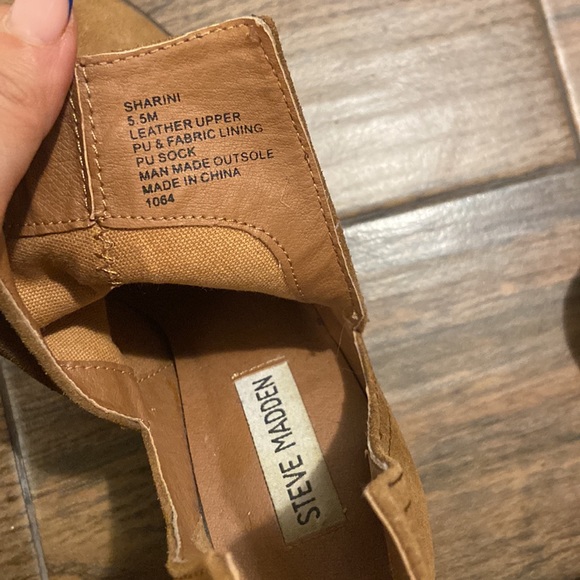 SHARINI
5.5M
LEATHER UPPER
PU & FABRIC LINING
PU SOCK
MAN MADE OUTSOLE
MADE IN CHINA
1064
STEVE MADDEN